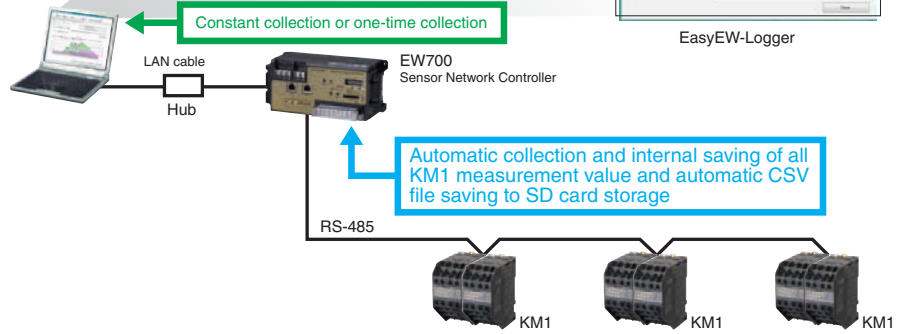 Constant collection or one-time collection
Close
EasyEW-Logger
LAN cable
EW700
Sensor Network Controller
Hub
Automatic collection and internal saving of all
KM1 measurement value and automatic CSV
file saving to SD card storage
RS-485
KM1
KM1
KM1